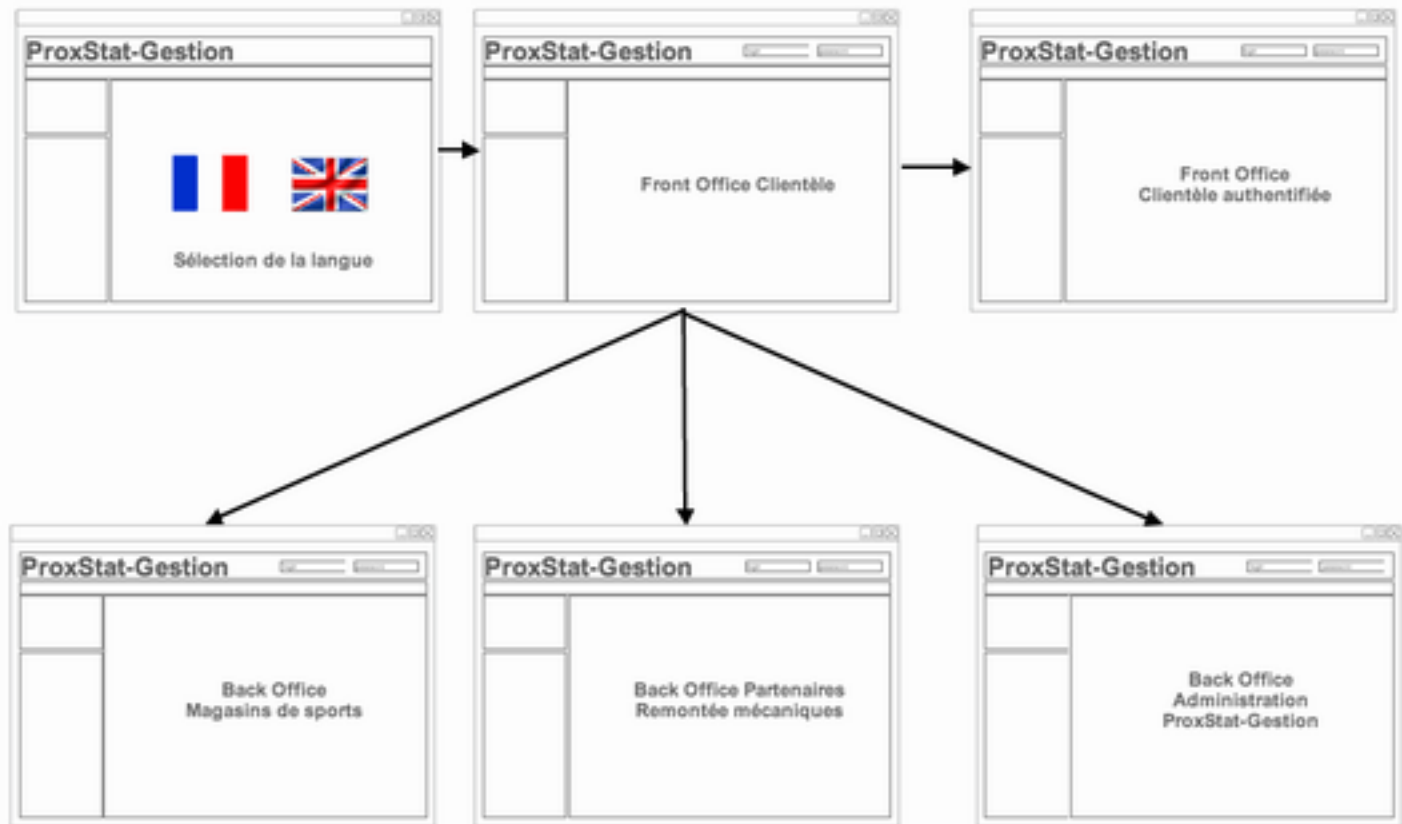 ProxStat-Gestion
Sélection de la langue
ProxStat-Gestion
Front Office Clientèle
ProxStat-Gestion
Front Office
Clientèle authentifiée
ProxStat-Gestion
Back Office
Magasins de sports
ProxStat-Gestion
Back Office Partenaires
Remontée mécaniques
ProxStat-Gestion
Back Office
Administration
ProxStat-Gestion